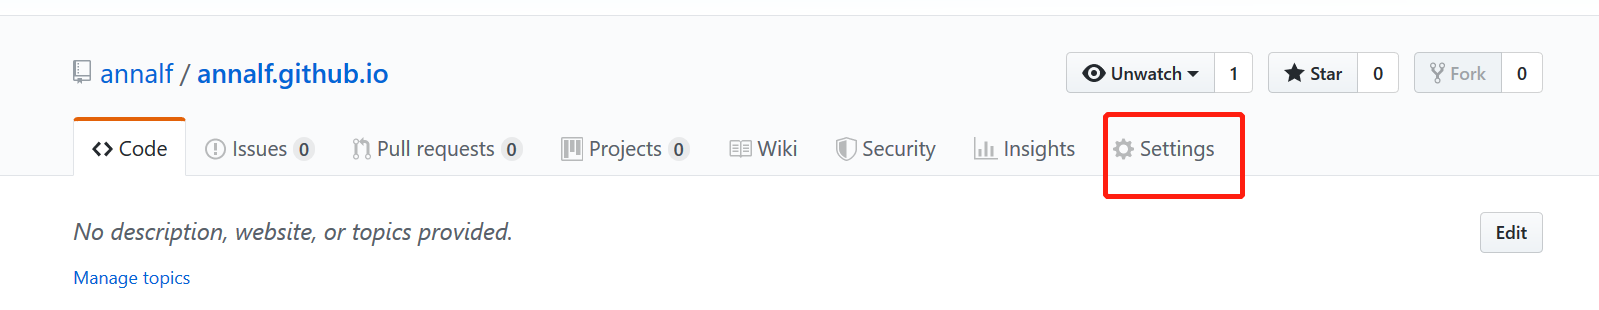 annalf / annalf.github.io
Unwatch 1 Star 0 Fork 0
Code Issues 0 Pull requests 0 Projects 0 Wiki Security Insights Settings
No description, website, or topics provided.
Edit
Manage topics